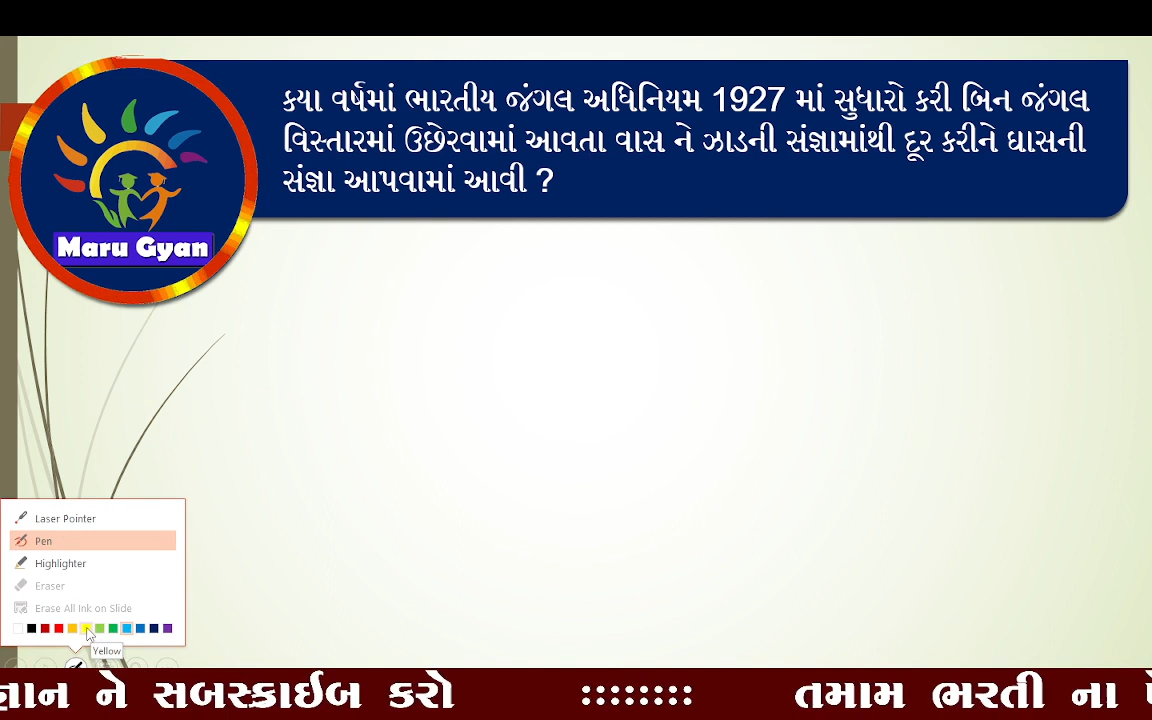 ક્યા વર્ષમાં ભારતીય જંગલ અધિનિયમ 1927 માં સુધારો કરી બિન જંગલ
વિસ્તારમાં ઉછેરવામાં આવતા વાસ ને ઝાડની સંજ્ઞામાંથી દૂર કરીને ઘાસની
સંજ્ઞા આપવામાં આવી ?
Maru Gyan
Laser Pointer
Pen
Highlighter
Eraser
Erase All Ink on Slide
Yellow
જ્ઞાન ને સબસ્ક્રાઈબ કરો :::::::: તમામ ભરતી ના